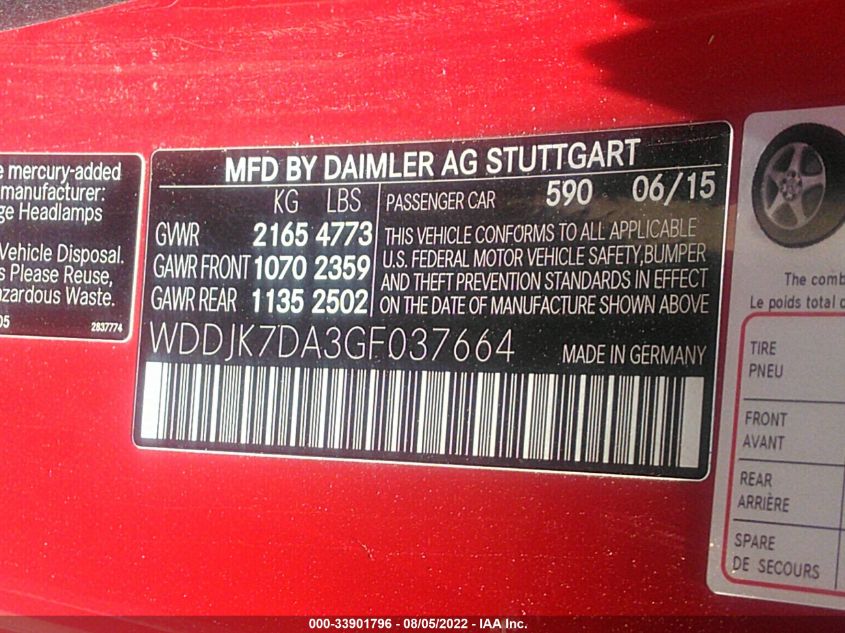 e mercury-added
manufacturer:
ge Headlamps
Vehicle Disposal.
s Please Reuse,
azardous Waste.
05
2837774
MFD BY DAIMLER AG STUTTGART
KG LBS
GVWR 2165 4773
GAWR FRONT 1070 2359
GAWR REAR 1135 2502
PASSENGER CAR 590 06/15
THIS VEHICLE CONFORMS TO ALL APPLICABLE
U.S. FEDERAL MOTOR VEHICLE SAFETY,BUMPER
AND THEFT PREVENTION STANDARDS IN EFFECT
ON THE DATE OF MANUFACTURE SHOWN ABOVE
WDDJK7DA3GF037664
MADE IN GERMANY
The comb
Le poids total d
TIRE
PNEU
FRONT
AVANT
REAR
ARRIÈRE
SPARE
DE SECOURS
000-33901796 - 08/05/2022 - IAA Inc.